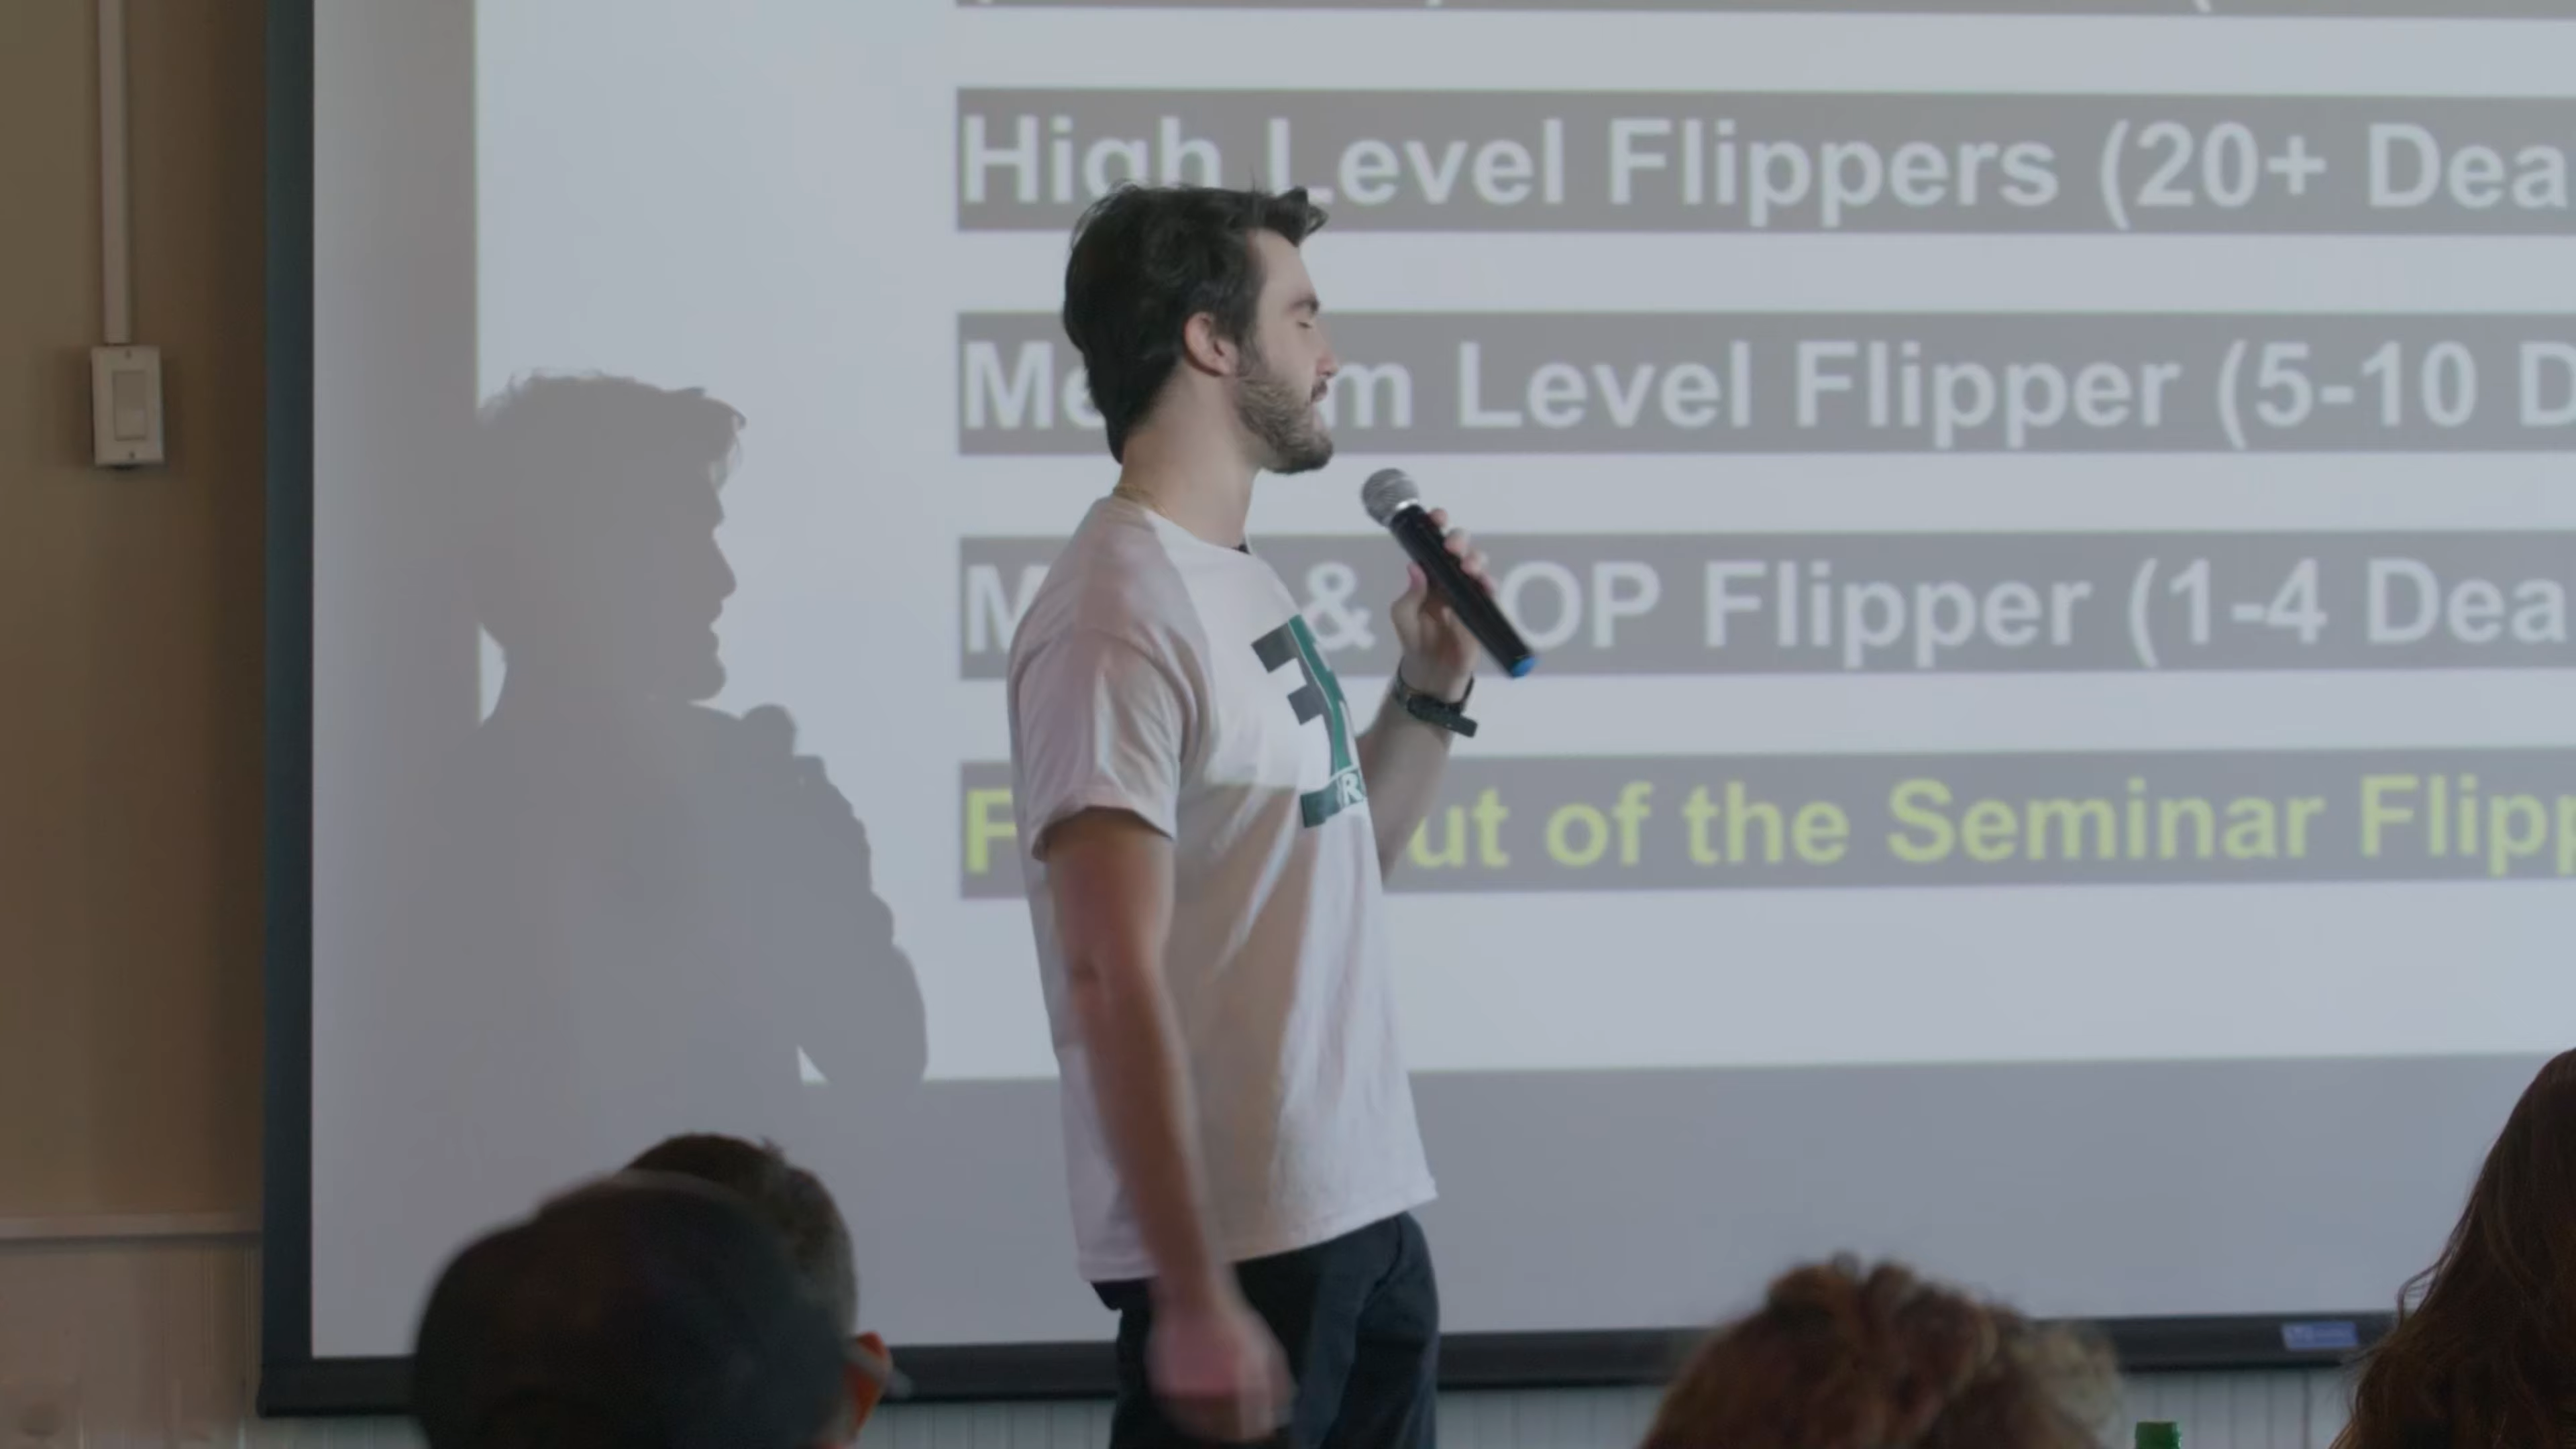 High Level Flippers (20+ Dea
Level Flipper (5-10 D
& OP Flipper (1-4 Dea
ut of the Seminar Flipp